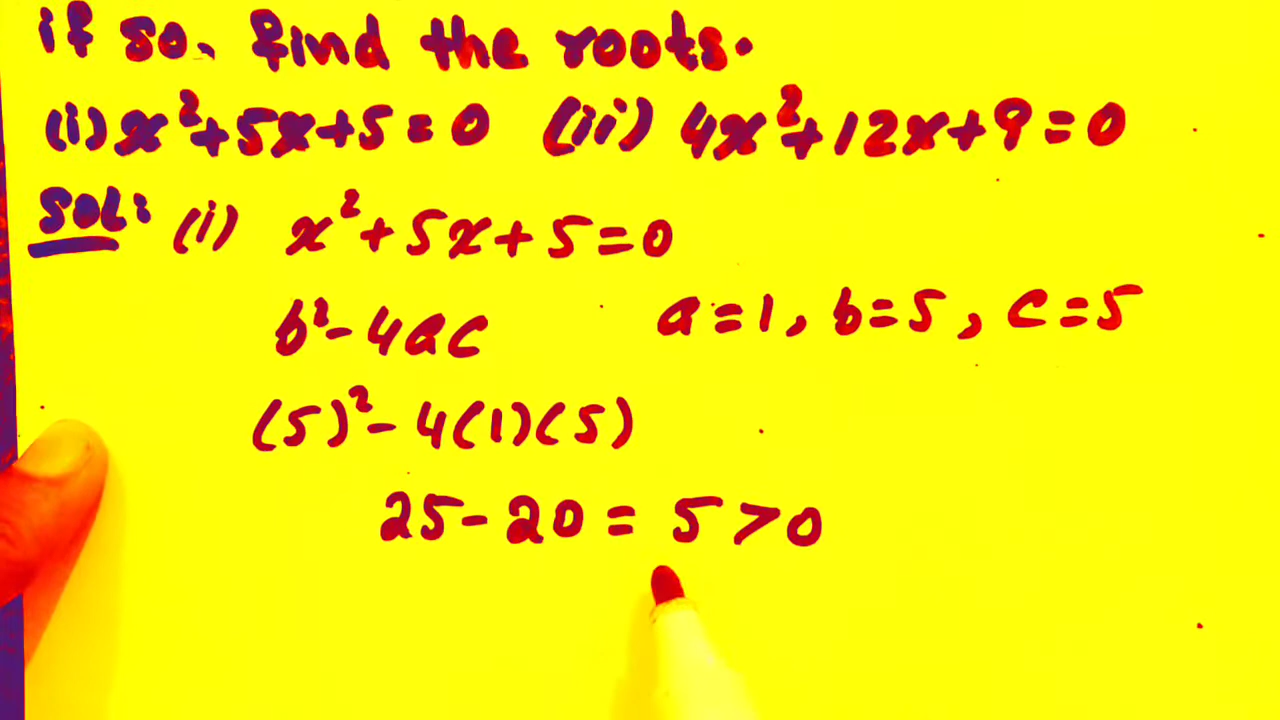 if so. find the roots.
(i) x²+5x+5=0 (ii) 4x²+12x+9=0
SOL: (i) x²+5x+5=0
b²-4ac a=1, b=5, c=5
(5)²-4(1)(5)
25-20=5>0